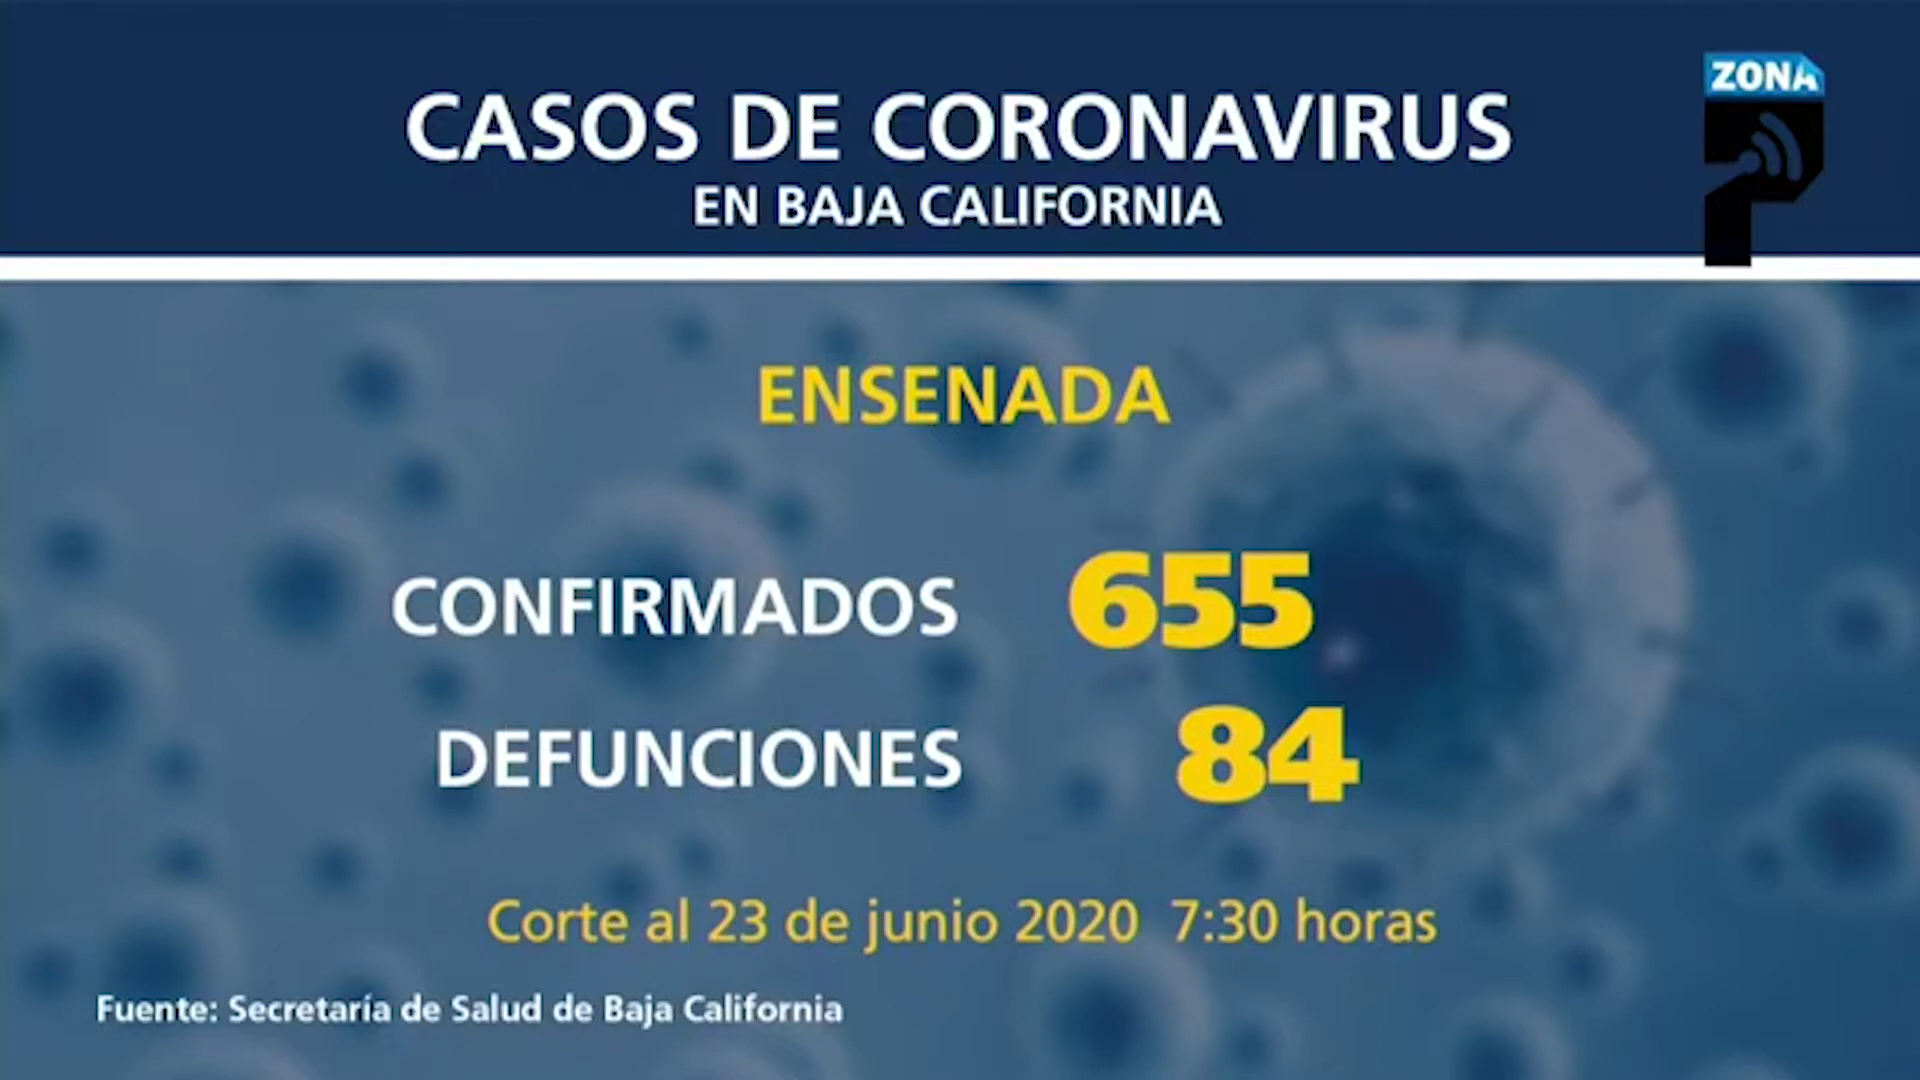 CASOS DE CORONAVIRUS
EN BAJA CALIFORNIA
ZONA
ENSENADA
CONFIRMADOS 655
DEFUNCIONES 84
Corte al 23 de junio 2020 7:30 horas
Fuente: Secretaría de Salud de Baja California